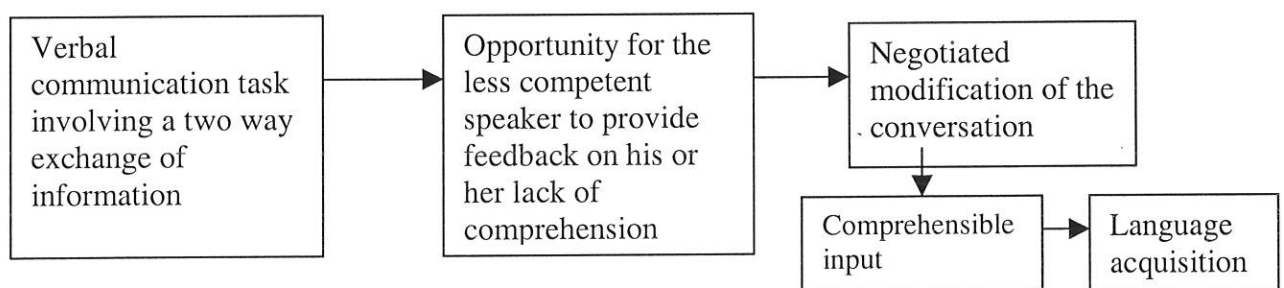 Verbal
communication task
involving a two way
exchange of
information
Opportunity for the
less competent
speaker to provide
feedback on his or
her lack of
comprehension
Negotiated
modification of the
conversation
Comprehensible
input
Language
acquisition